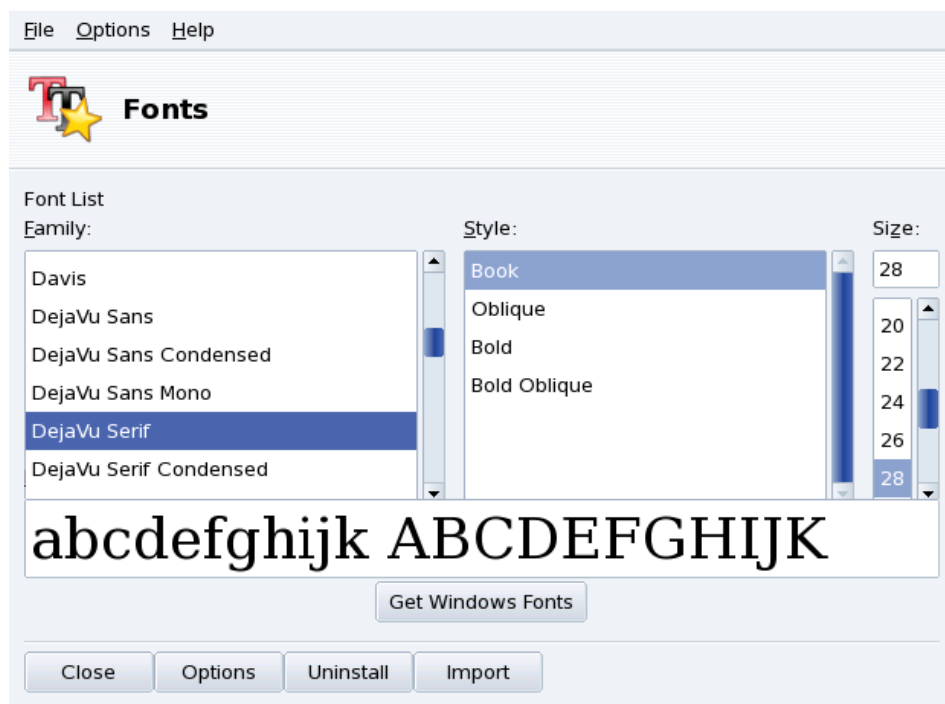 File Options Help
Fonts
Font List
Family:
Style:
Size:
Davis
DejaVu Sans
DejaVu Sans Condensed
DejaVu Sans Mono
DejaVu Serif
DejaVu Serif Condensed
Book
Oblique
Bold
Bold Oblique
28
20
22
24
26
28
abcdefghijk ABCDEFGHIJK
Get Windows Fonts
Close Options Uninstall Import